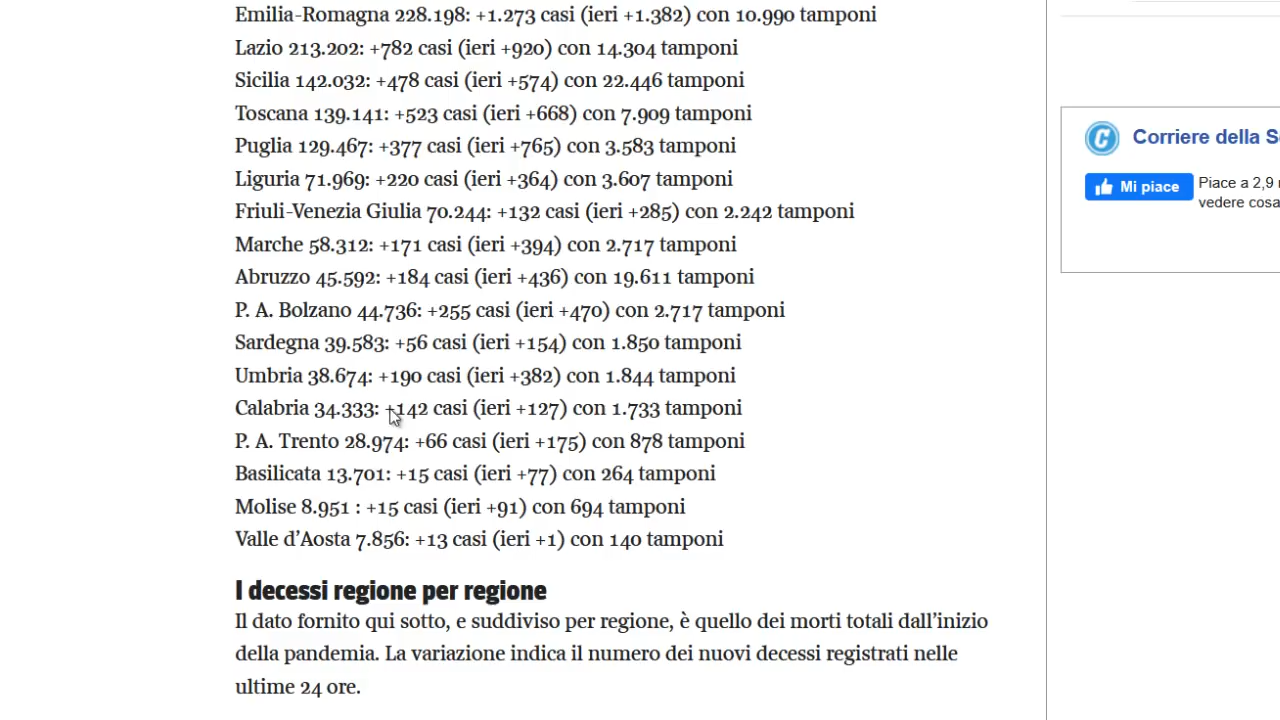 Emilia-Romagna 228.198: +1.273 casi (ieri +1.382) con 10.990 tamponi
Lazio 213.202: +782 casi (ieri +920) con 14.304 tamponi
Sicilia 142.032: +478 casi (ieri +574) con 22.446 tamponi
Toscana 139.141: +523 casi (ieri +668) con 7.909 tamponi
Puglia 129.467: +377 casi (ieri +765) con 3.583 tamponi
Liguria 71.969: +220 casi (ieri +364) con 3.607 tamponi
Friuli-Venezia Giulia 70.244: +132 casi (ieri +285) con 2.242 tamponi
Marche 58.312: +171 casi (ieri +394) con 2.717 tamponi
Abruzzo 45.592: +184 casi (ieri +436) con 19.611 tamponi
P. A. Bolzano 44.736: +255 casi (ieri +470) con 2.717 tamponi
Sardegna 39.583: +56 casi (ieri +154) con 1.850 tamponi
Umbria 38.674: +190 casi (ieri +382) con 1.844 tamponi
Calabria 34.333: +142 casi (ieri +127) con 1.733 tamponi
P. A. Trento 28.974: +66 casi (ieri +175) con 878 tamponi
Basilicata 13.701: +15 casi (ieri +77) con 264 tamponi
Molise 8.951 : +15 casi (ieri +91) con 694 tamponi
Valle d’Aosta 7.856: +13 casi (ieri +1) con 140 tamponi
I decessi regione per regione
Il dato fornito qui sotto, e suddiviso per regione, è quello dei morti totali dall’inizio
della pandemia. La variazione indica il numero dei nuovi decessi registrati nelle
ultime 24 ore.
Corriere della S
Mi piace
Piace a 2,9
vedere cosa